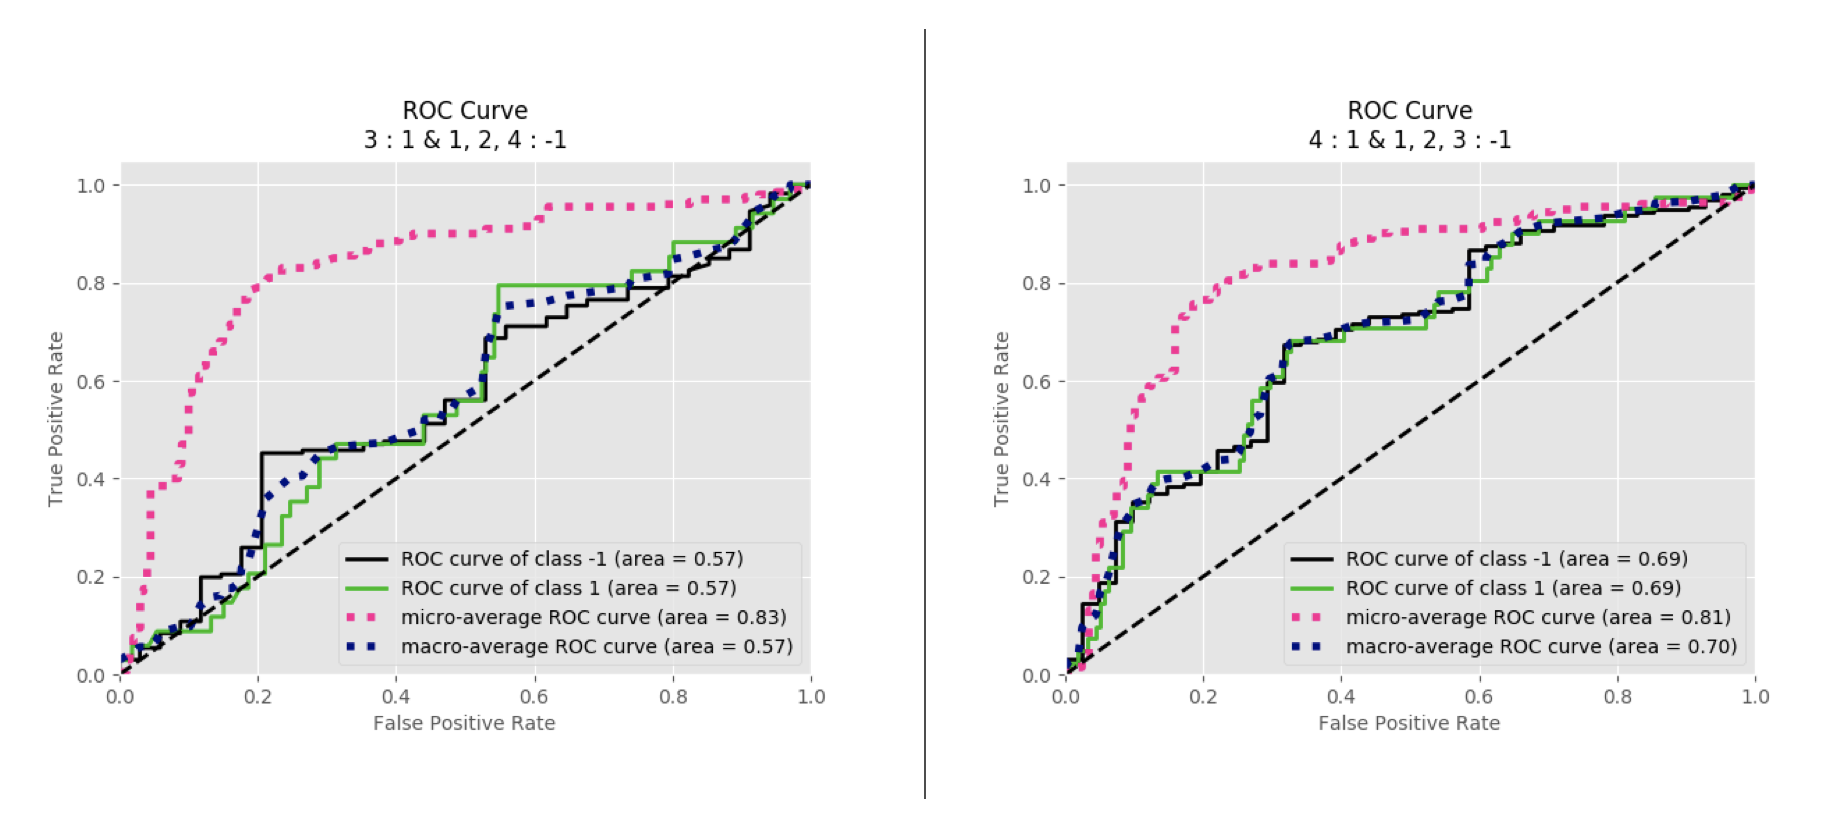 ROC Curve
3 : 1 & 1, 2, 4 : -1
1.0
0.8
0.6
0.4
0.2
0.0
True Positive Rate
ROC curve of class -1 (area = 0.57)
ROC curve of class 1 (area = 0.57)
micro-average ROC curve (area = 0.83)
macro-average ROC curve (area = 0.57)
0.0 0.2 0.4 0.6 0.8 1.0
False Positive Rate
ROC Curve
4 : 1 & 1, 2, 3 : -1
1.0
0.8
0.6
0.4
0.2
0.0
True Positive Rate
ROC curve of class -1 (area = 0.69)
ROC curve of class 1 (area = 0.69)
micro-average ROC curve (area = 0.81)
macro-average ROC curve (area = 0.70)
0.0 0.2 0.4 0.6 0.8 1.0
False Positive Rate